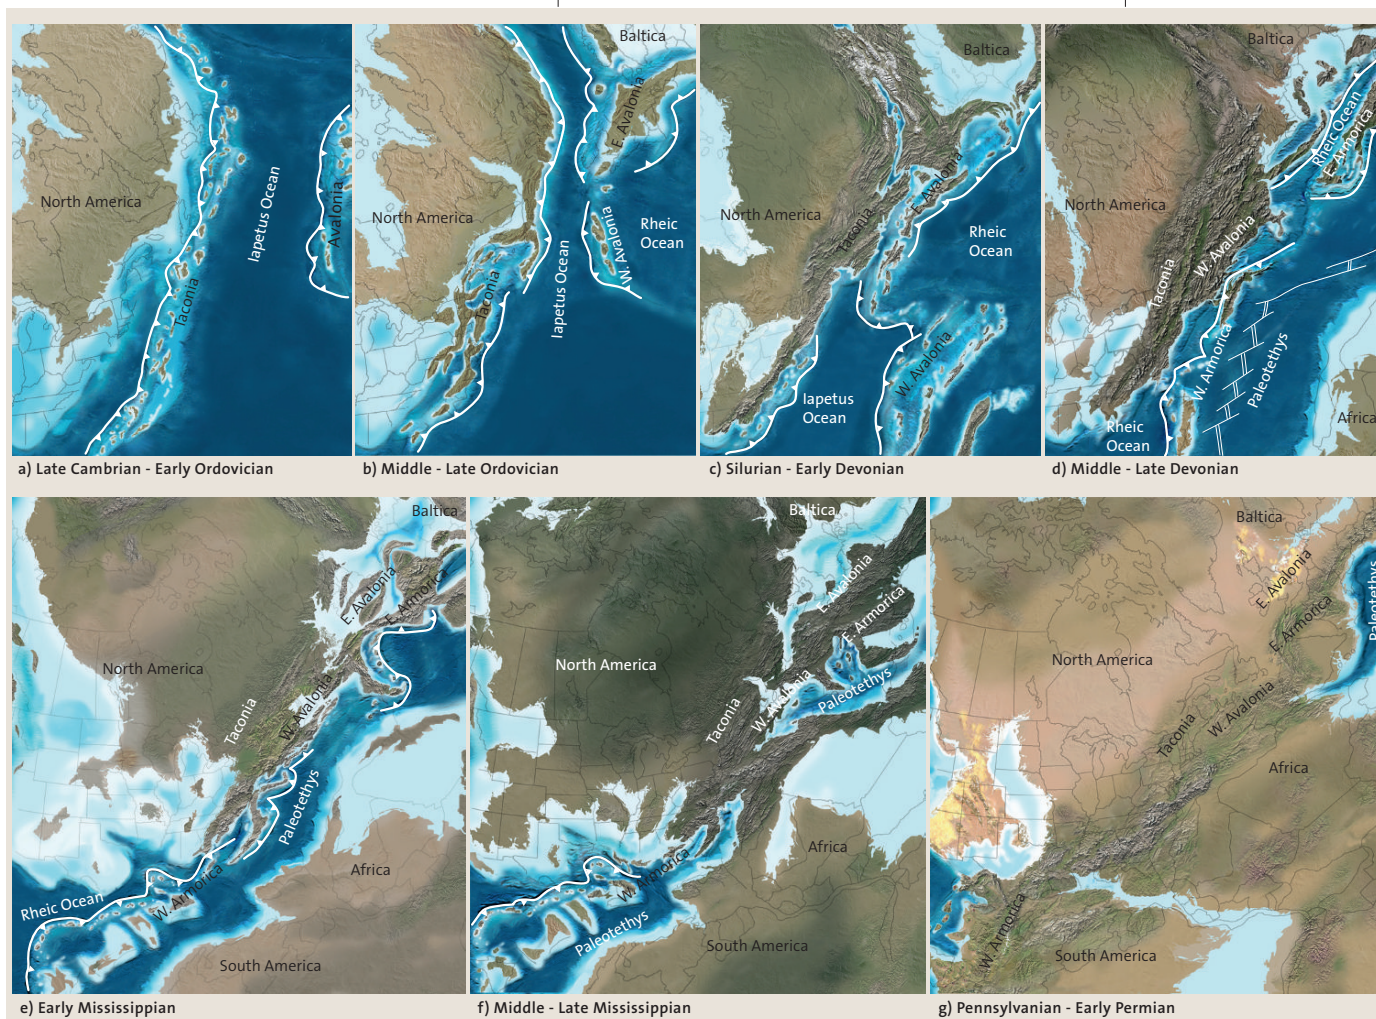 Iapetus Ocean
Avalonia
North America
Taconia
a) Late Cambrian - Early Ordovician
Baltica
E. Avalonia
North America
Rheic
Ocean
W. Avalonia
Iapetus Ocean
Taconia
b) Middle - Late Ordovician
Baltica
E. Avalonia
North America
Taconia
Rheic
Ocean
W. Avalonia
Iapetus
Ocean
c) Silurian - Early Devonian
Baltica
Rheic Ocean
E. Armorica
North America
W. Avalonia
Taconia
W. Armorica
Paleotethys
Africa
Rheic
Ocean
d) Middle - Late Devonian
Baltica
E. Avalonia
E. Armorica
North America
W. Avalonia
Taconia
Paleotethys
Africa
W. Armorica
Rheic Ocean
South America
e) Early Mississippian
Baltica
E. Avalonia
E. Armorica
North America
W. Avalonia
Paleotethys
Taconia
Africa
W. Armorica
Paleotethys
South America
f) Middle - Late Mississippian
Baltica
E. Avalonia
Paleotethys
E. Armorica
North America
W. Avalonia
Taconia
Africa
W. Armorica
South America
g) Pennsylvanian - Early Permian